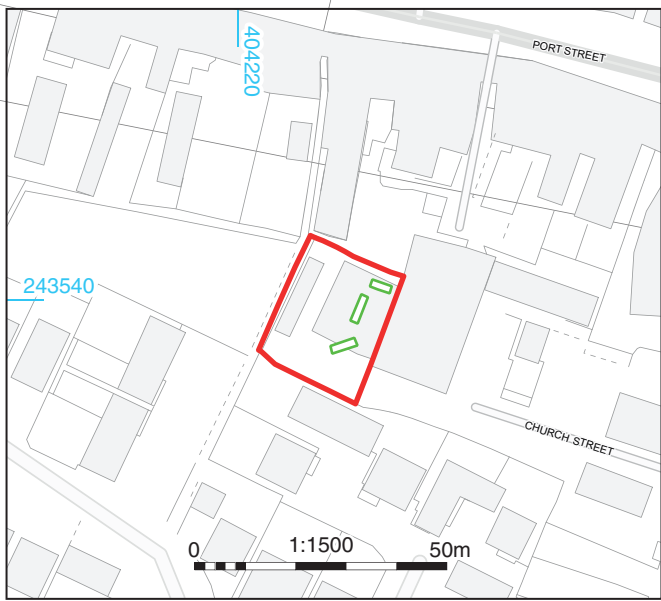 PORT STREET
404220
243540
CHURCH STREET
0 1:1500 50m